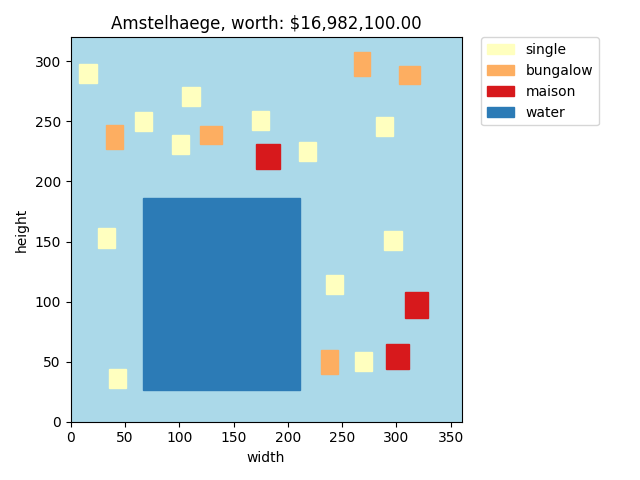 Amstelhaege, worth: $16,982,100.00
single
bungalow
maison
water
height
300
250
200
150
100
50
0
0 50 100 150 200 250 300 350
width